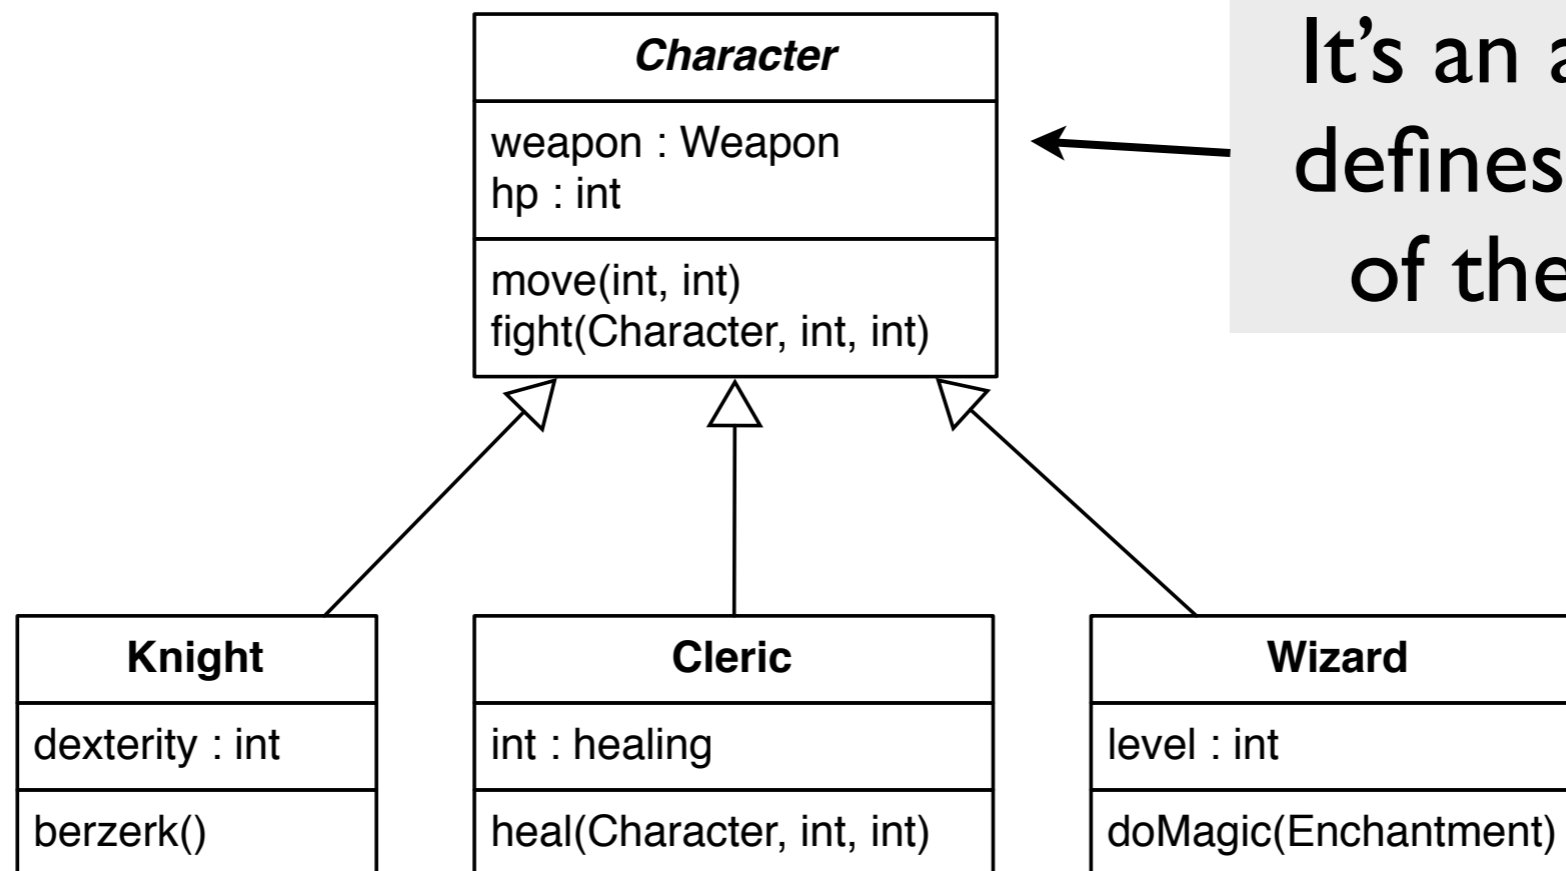 Character
weapon : Weapon
hp : int
move(int, int)
fight(Character, int, int)
It's an
defines
of the
Knight
dexterity : int
berzerk()
Cleric
int : healing
heal(Character, int, int)
Wizard
level : int
doMagic(Enchantment)